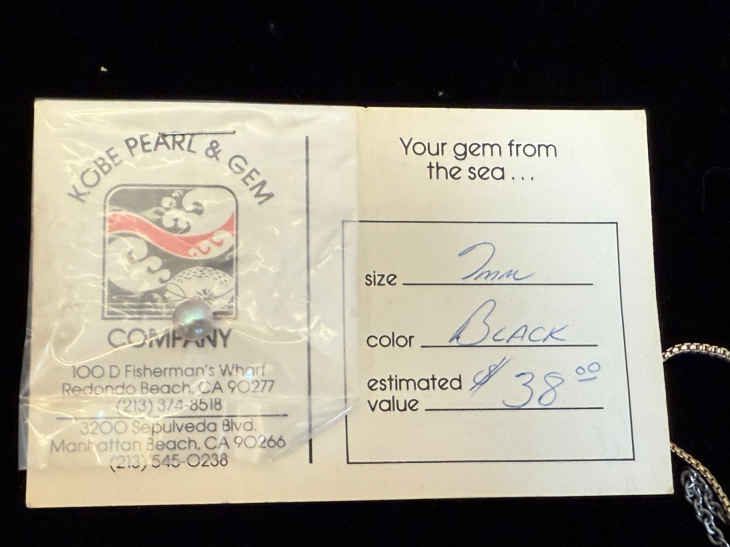 KOBE PEARL & GEM
COMPANY
100 D Fisherman's Wharf
Redondo Beach, CA 90277
(213) 374-8518
3200 Sepulveda Blvd.
Manhattan Beach, CA 90266
(213) 545-0238
Your gem from
the sea...
size 7mm
color BLACK
estimated
value $38.00